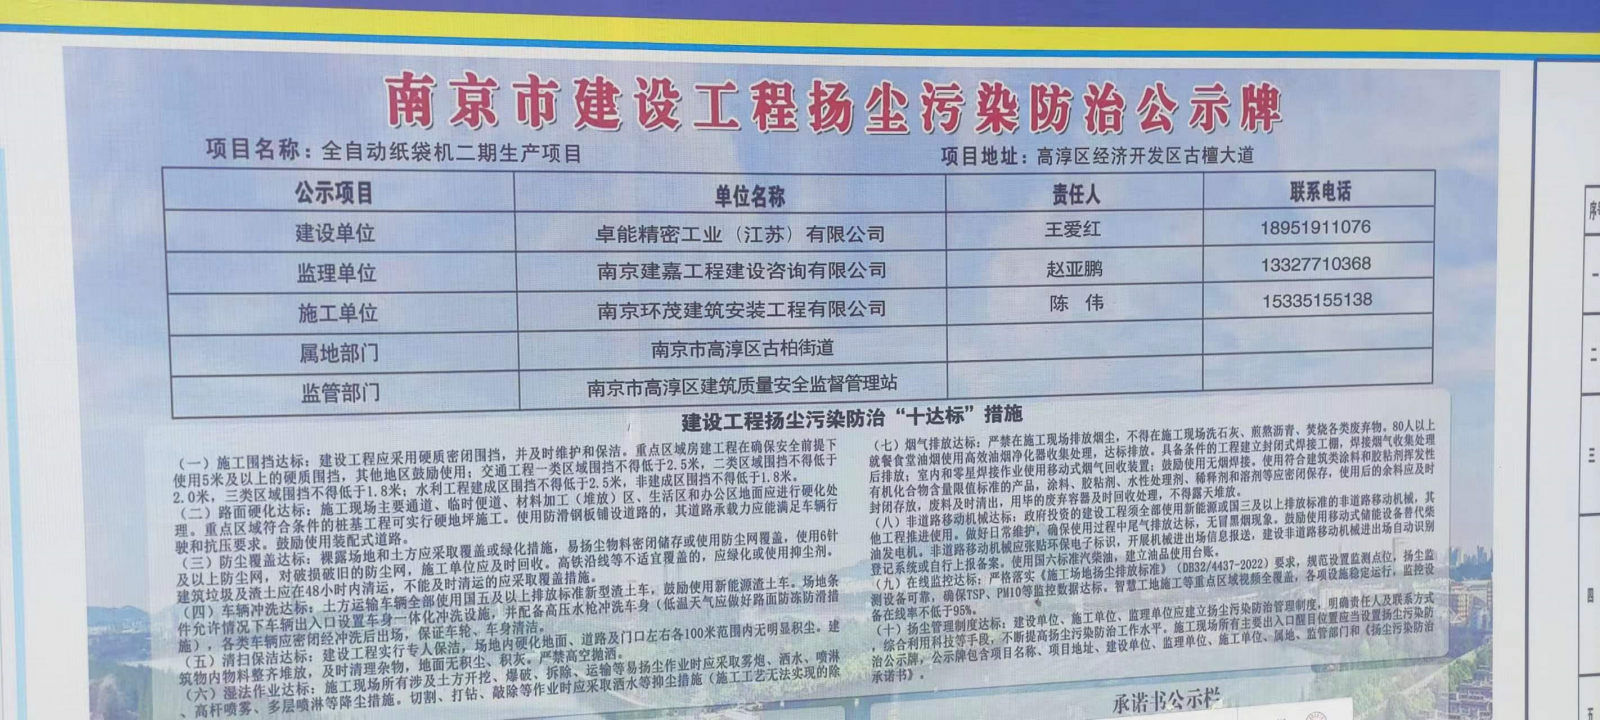 南京市建设工程扬尘污染防治公示牌
项目名称：全自动纸袋机二期生产项目
项目地址：高淳区经济开发区古檀大道
公示项目 单位名称 责任人 联系电话
建设单位 卓能精密工业（江苏）有限公司 王爱红 18951911076
监理单位 南京建嘉工程建设咨询有限公司 赵亚鹏 13327710368
施工单位 南京环茂建筑安装工程有限公司 陈 伟 15335155138
属地部门 南京市高淳区古柏街道
监管部门 南京市高淳区建筑质量安全监督管理站
建设工程扬尘污染防治“十达标”措施
（一）施工围挡达标：建设工程应采用硬质密闭围挡，并及时维护和保洁。重点区域房建工程在确保安全前提下
使用5米及以上的硬质围挡，其他地区鼓励使用；交通工程一类区域围挡不得低于2.5米，二类区域围挡不得低于
2.0米，三类区域围挡不得低于1.8米；水利工程建成区围挡不得低于2.5米，非建成区围挡不得低于1.8米。
（二）路面硬化达标：施工现场主要通道、临时便道、材料加工（堆放）区、生活区和办公区地面应进行硬化处
理。重点区域符合条件的桩基工程可实行硬地坪施工。使用防滑钢板铺设道路的，其道路承载力应能满足车辆行
驶和抗压要求。鼓励使用装配式道路。
（三）防尘覆盖达标：裸露场地和土方应采取覆盖或绿化措施，易扬尘物料密闭储存或使用防尘网覆盖，使用6针
及以上防尘网，对破损破旧的防尘网，施工单位应及时回收。高铁沿线等不适宜覆盖的，应绿化或使用抑尘剂。
建筑垃圾及渣土应在48小时内清运，不能及时清运的应采取覆盖措施。
（四）车辆冲洗达标：土方运输车辆全部使用国五及以上排放标准新型渣土车，鼓励使用新能源渣土车。场地条
件允许情况下车辆出入口设置车身一体化冲洗设施，并配备高压水枪冲洗车身（低温天气应做好路面防冻防滑措
施），各类车辆应密闭经冲洗后出场，保证车轮、车身清洁。
（五）清扫保洁达标：建设工程实行专人保洁，场地内硬化地面、道路及门口左右各100米范围内无明显积尘。建
筑物内物料整齐堆放，及时清理杂物，地面无积尘、积灰。严禁高空抛洒。
（六）湿法作业达标：施工现场所有涉及土方开挖、爆破、拆除、运输等易扬尘作业时应采取雾炮、洒水、喷淋
、高杆喷雾、多层喷淋等降尘措施。切割、打钻、敲除等作业时应采取洒水等抑尘措施（施工工艺无法实现的除
（七）烟气排放达标：严禁在施工现场排放烟尘，不得在施工现场洗石灰、煎熬沥青、焚烧各类废弃物。80人以上
就餐食堂油烟使用高效油烟净化器收集处理，达标排放。具备条件的工程建立封闭式焊接工棚，焊接烟气收集处理
后排放；室内和零星焊接作业使用移动式烟气回收装置；鼓励使用无烟焊接。使用符合建筑类涂料和胶粘剂挥发性
有机化合物含量限值标准的产品，涂料、胶粘剂、水性处理剂、稀释剂和溶剂等应密闭保存，使用后的余料应及时
封闭存放，废料及时清出，用毕的废弃容器及时回收处理，不得露天堆放。
（八）非道路移动机械达标：政府投资的建设工程须全部使用新能源或国三及以上排放标准的非道路移动机械，其
他工程推进使用。做好日常维护，确保使用过程中尾气排放达标，无冒黑烟现象。鼓励使用移动式储能设备替代柴
油发电机。非道路移动机械应张贴环保电子标识，开展机械进出场信息报送，建设非道路移动机械进出场自动识别
登记系统或自行上报备案。使用国六标准汽柴油，建立油品使用台账。
（九）在线监控达标：严格落实《施工场地扬尘排放标准》（DB32/4437-2022）要求，规范设置监测点位，扬尘监
测设备可靠，确保TSP、PM10等监控数据达标。智慧工地施工等重点区域视频全覆盖，各项设施稳定运行，监控设
备在线率不低于95%。
（十）扬尘管理制度达标：建设单位、施工单位、监理单位应建立扬尘污染防治管理制度，明确责任人及联系方式
，综合利用科技等手段，不断提高扬尘污染防治工作水平。施工现场所有主要出入口醒目位置应当设置扬尘污染防
治公示牌，公示牌包含项目名称、项目地址、建设单位、监理单位、施工单位、属地、监管部门和《扬尘污染防治
承诺书》。
承诺书公示栏
序号
一
二
三
四
五